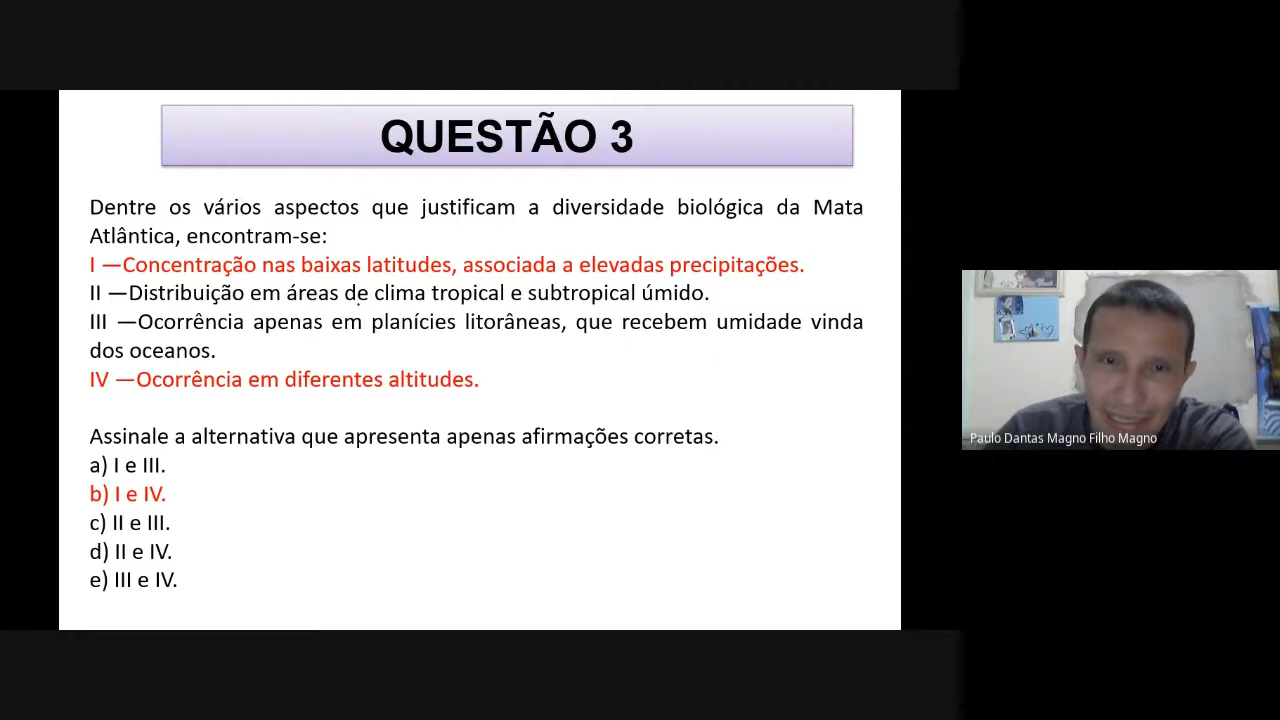 QUESTÃO 3
Dentre os vários aspectos que justificam a diversidade biológica da Mata
Atlântica, encontram-se:
I —Concentração nas baixas latitudes, associada a elevadas precipitações.
II —Distribuição em áreas de clima tropical e subtropical úmido.
III —Ocorrência apenas em planícies litorâneas, que recebem umidade vinda
dos oceanos.
IV —Ocorrência em diferentes altitudes.
Assinale a alternativa que apresenta apenas afirmações corretas.
a) I e III.
b) I e IV.
c) II e III.
d) II e IV.
e) III e IV.
Paulo Dantas Magno Filho Magno